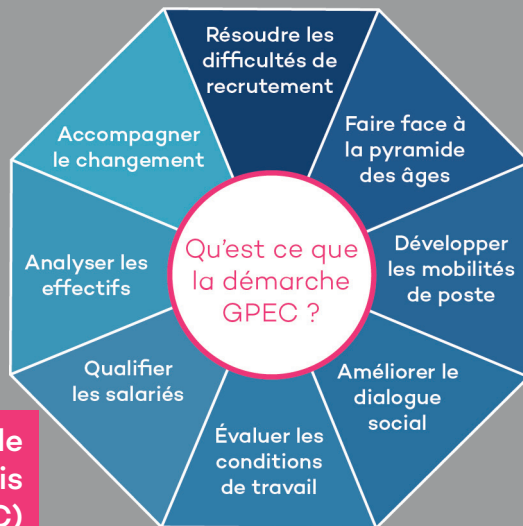 Résoudre les
difficultés de
recrutement
Faire face à
la pyramide
des âges
Développer
les mobilités
de poste
Améliorer le
dialogue
social
Évaluer les
conditions
de travail
Qualifier
les salariés
Analyser les
effectifs
Accompagner
le changement
Qu'est ce que
la démarche
GPEC ?